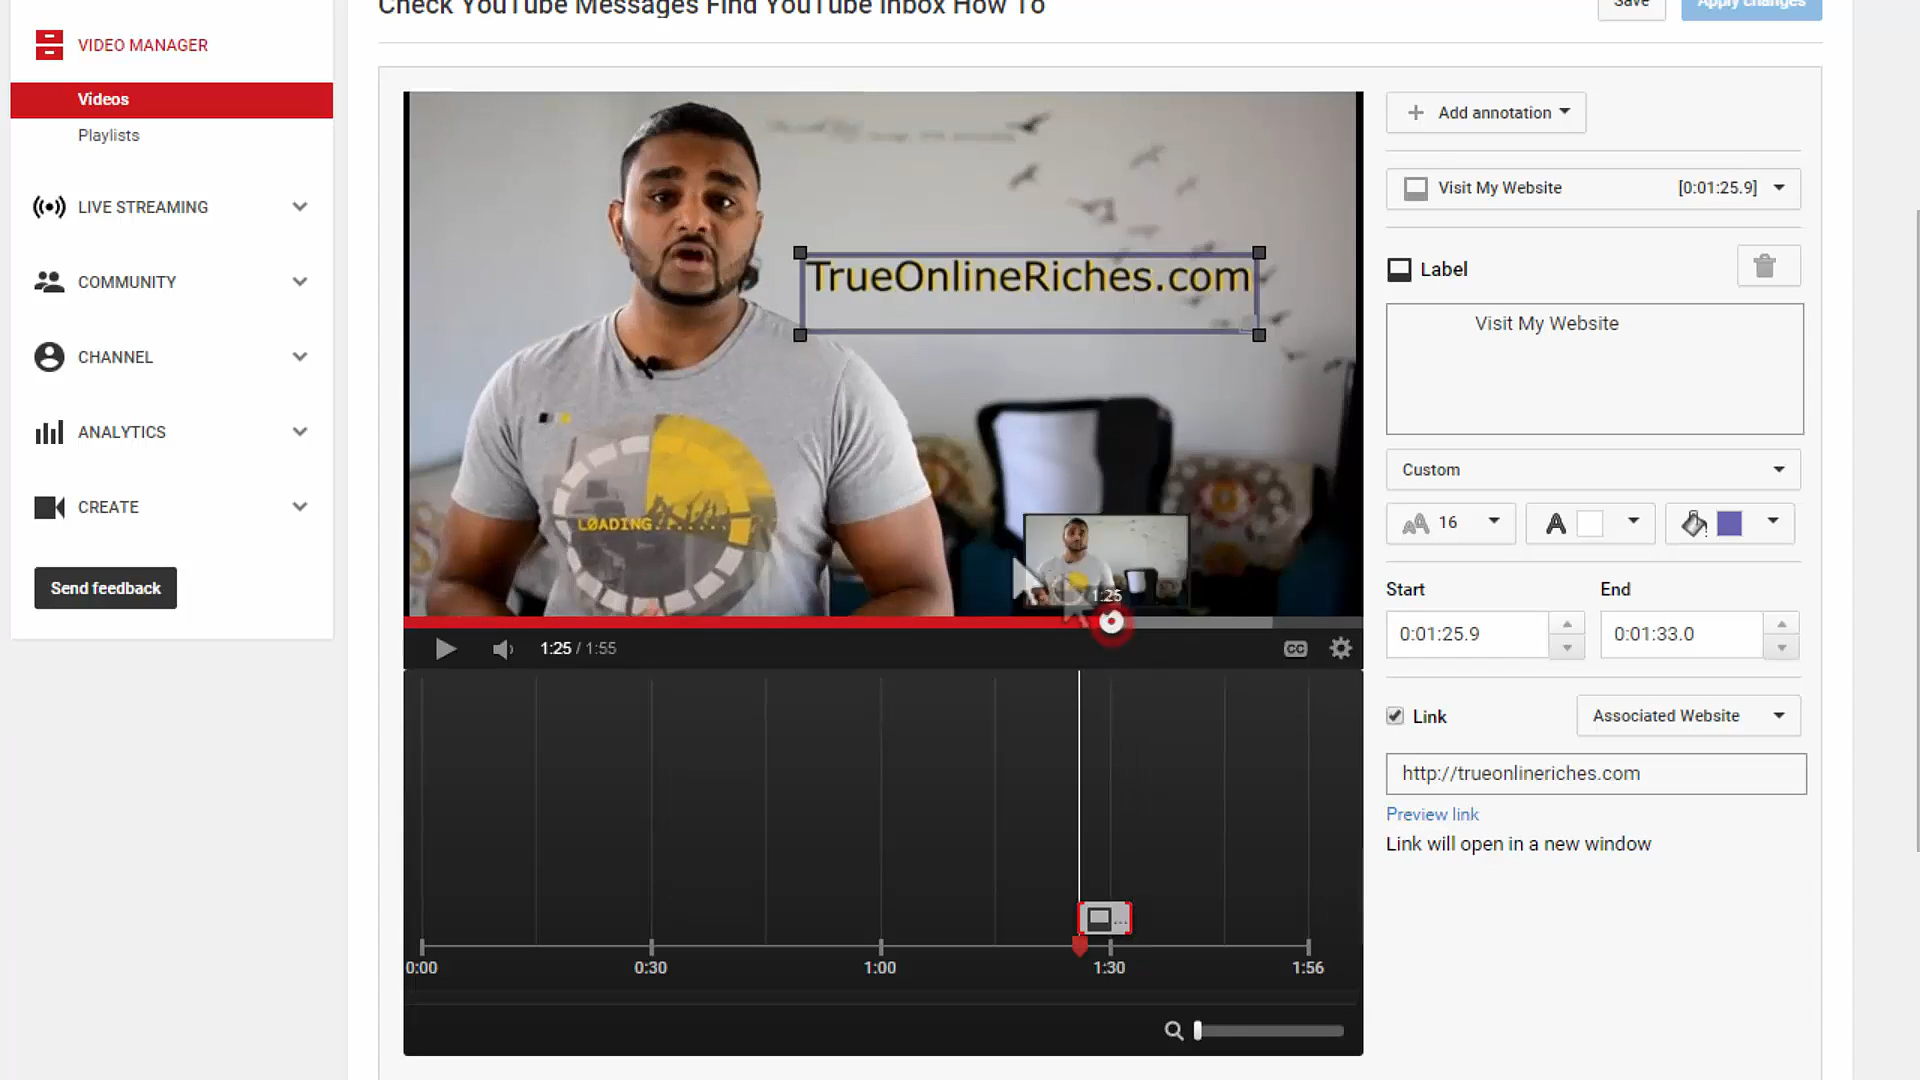 Check YouTube Messages Find YouTube Inbox How To
Save
Apply changes
VIDEO MANAGER
Videos
Playlists
LIVE STREAMING
COMMUNITY
CHANNEL
ANALYTICS
CREATE
Send feedback
TrueOnlineRiches.com
LOADING.......
1:25
1:25 / 1:55
CC
0:00
0:30
1:00
1:30
1:56
+ Add annotation
Visit My Website [0:01:25.9]
Label
Visit My Website
Custom
AA 16
A
Start
End
0:01:25.9
0:01:33.0
Link
Associated Website
http://trueonlineriches.com
Preview link
Link will open in a new window